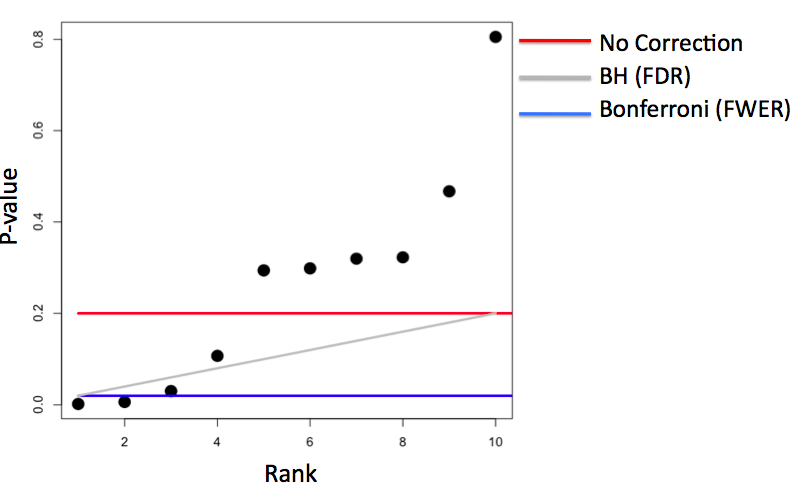 No Correction
BH (FDR)
Bonferroni (FWER)
P-value
0.8
0.6
0.4
0.2
0.0
2 4 6 8 10
Rank